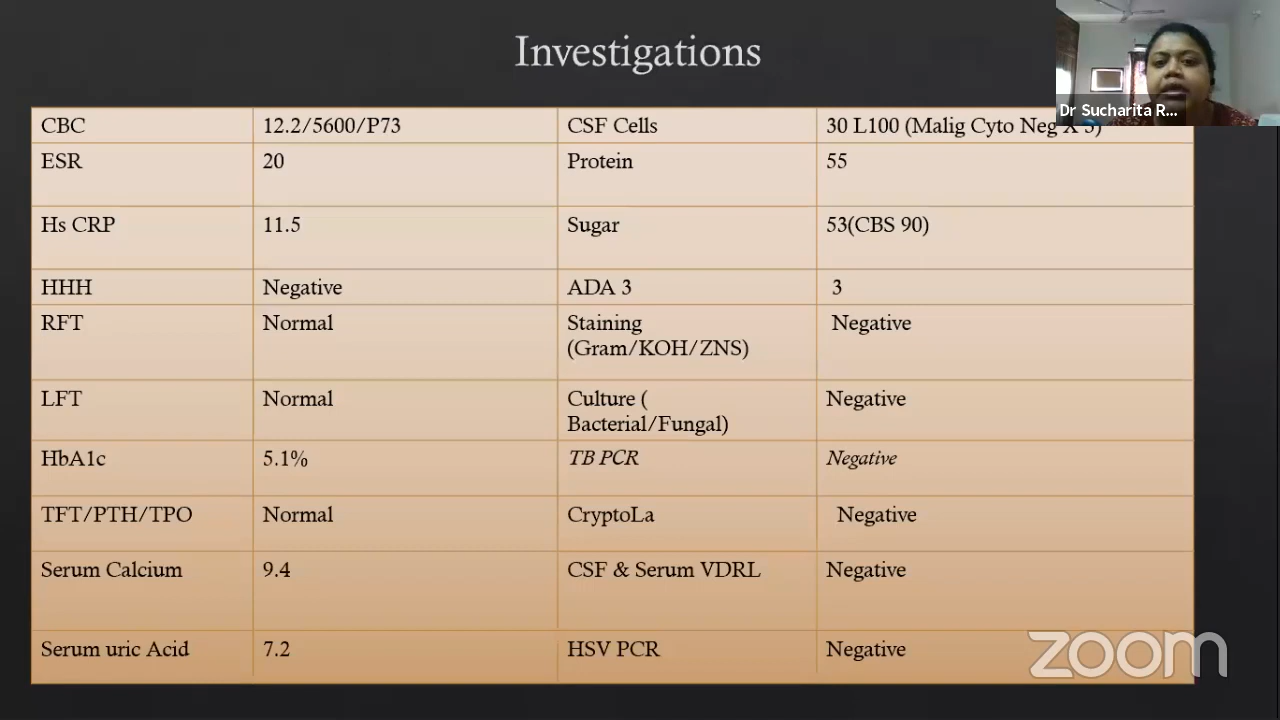 Investigations
Dr Sucharita R...
CBC 12.2/5600/P73 CSF Cells 30 L100 (Malig Cyto Neg X 3)
ESR 20 Protein 55
Hs CRP 11.5 Sugar 53(CBS 90)
HHH Negative ADA 3 3
RFT Normal Staining Negative
(Gram/KOH/ZNS)
LFT Normal Culture ( Negative
Bacterial/Fungal)
HbA1c 5.1% TB PCR Negative
TFT/PTH/TPO Normal CryptoLa Negative
Serum Calcium 9.4 CSF & Serum VDRL Negative
Serum uric Acid 7.2 HSV PCR Negative
zoom